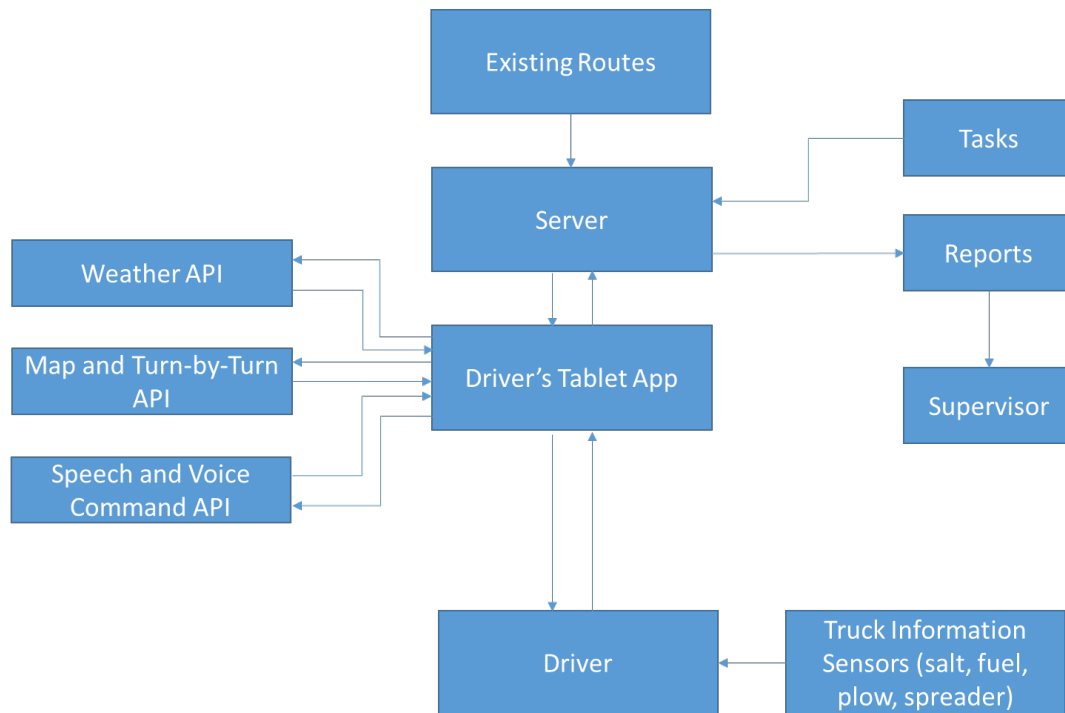 Existing Routes
Tasks
Server
Reports
Weather API
Map and Turn-by-Turn
API
Driver's Tablet App
Supervisor
Speech and Voice
Command API
Driver
Truck Information
Sensors (salt, fuel,
plow, spreader)